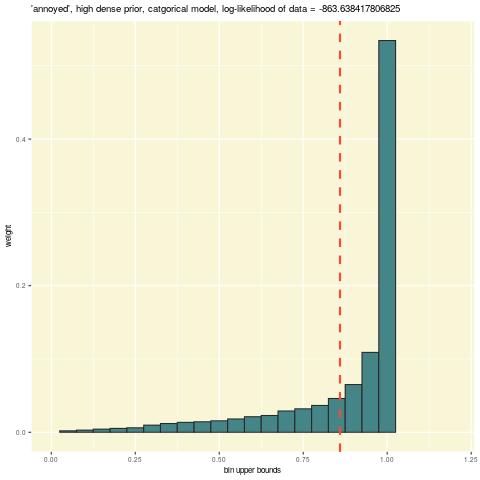 'annoyed', high dense prior, catgorical model, log-likelihood of data = -863.638417806825
weight
0.4
0.2
0.0
0.00 0.25 0.50 0.75 1.00 1.25
bin upper bounds